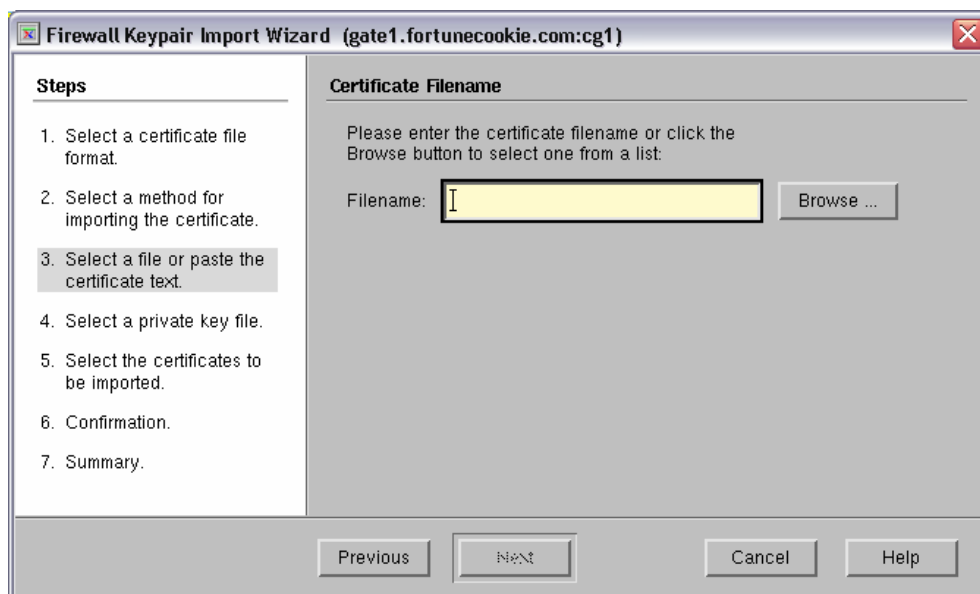 Firewall Keypair Import Wizard (gate1.fortunecookie.com:cg1)
Steps
1. Select a certificate file
format.
2. Select a method for
importing the certificate.
3. Select a file or paste the
certificate text.
4. Select a private key file.
5. Select the certificates to
be imported.
6. Confirmation.
7. Summary.
Certificate Filename
Please enter the certificate filename or click the
Browse button to select one from a list:
Filename:
Browse ...
Previous
Next
Cancel
Help